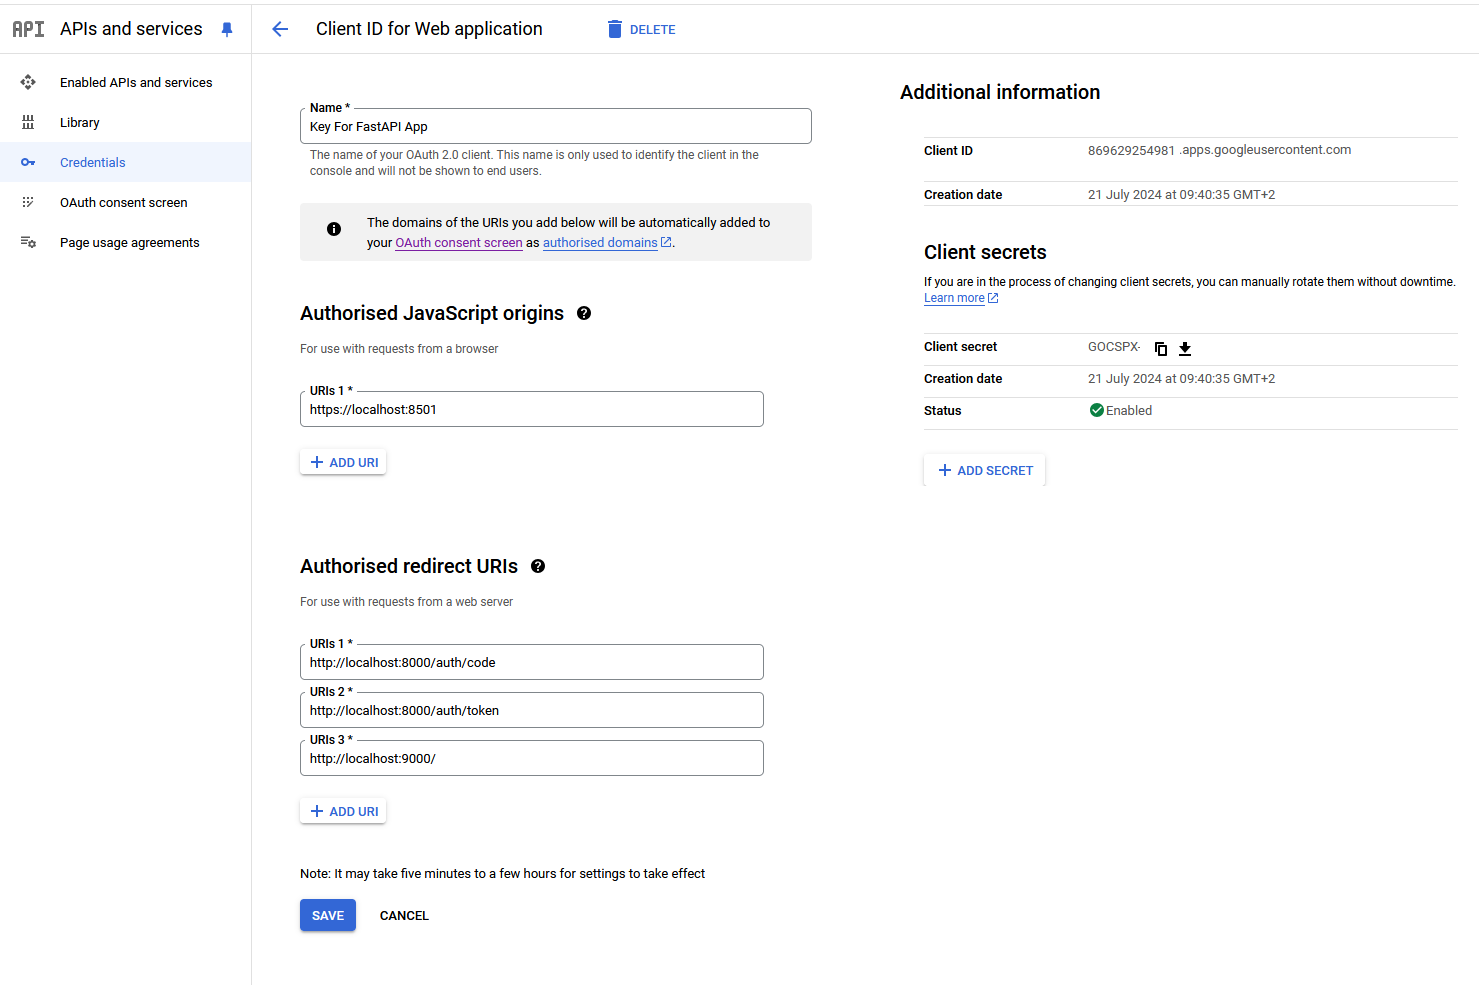 API APIs and services
Client ID for Web application
DELETE
Enabled APIs and services
Library
Credentials
OAuth consent screen
Page usage agreements
Name *
Key For FastAPI App
The name of your OAuth 2.0 client. This name is only used to identify the client in the
console and will not be shown to end users.
The domains of the URIs you add below will be automatically added to
your OAuth consent screen as authorised domains.
Authorised JavaScript origins
For use with requests from a browser
URIs 1 *
https://localhost:8501
ADD URI
Authorised redirect URIs
For use with requests from a web server
URIs 1 *
http://localhost:8000/auth/code
URIs 2 *
http://localhost:8000/auth/token
URIs 3 *
http://localhost:9000/
ADD URI
Note: It may take five minutes to a few hours for settings to take effect
SAVE
CANCEL
Additional information
Client ID 869629254981 .apps.googleusercontent.com
Creation date 21 July 2024 at 09:40:35 GMT+2
Client secrets
If you are in the process of changing client secrets, you can manually rotate them without downtime.
Learn more
Client secret GOCSPX-
Creation date 21 July 2024 at 09:40:35 GMT+2
Status Enabled
ADD SECRET